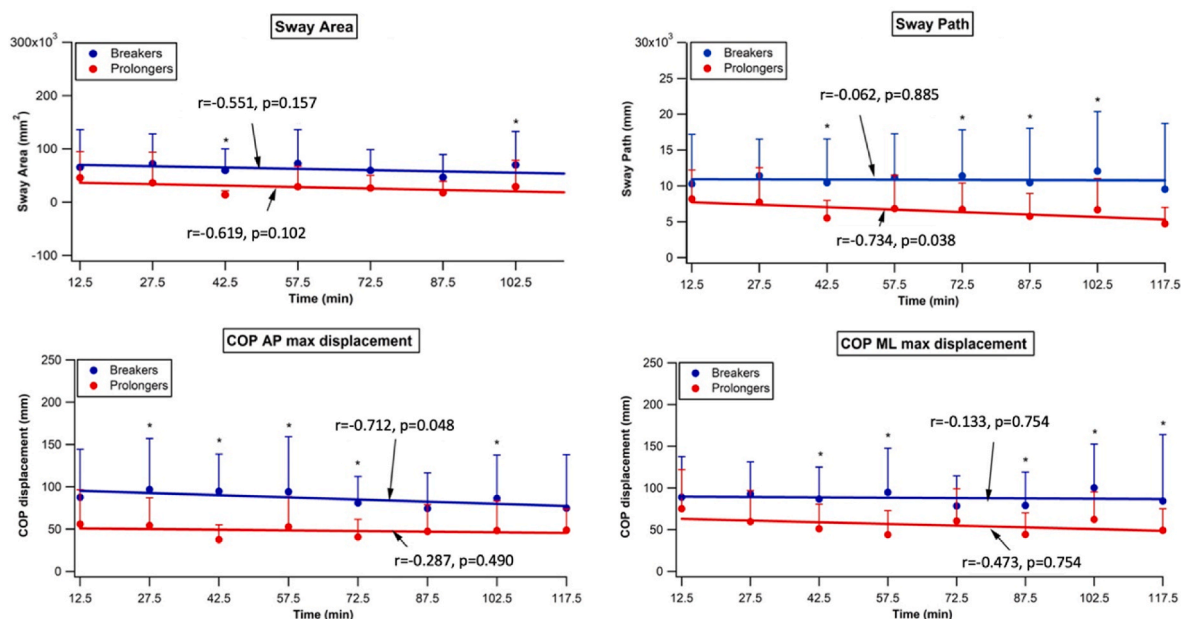 Sway Area
300x10³
200
100
0
-100
Sway Area (mm²)
Breakers
Prolongers
r=-0.551, p=0.157
*
*
r=-0.619, p=0.102
12.5 27.5 42.5 57.5 72.5 87.5 102.5
Time (min)
Sway Path
30x10³
25
20
15
10
5
0
Sway Path (mm)
Breakers
Prolongers
r=-0.062, p=0.885
* * * *
r=-0.734, p=0.038
12.5 27.5 42.5 57.5 72.5 87.5 102.5 117.5
Time (min)
COP AP max displacement
250
200
150
100
50
0
COP displacement (mm)
Breakers
Prolongers
r=-0.712, p=0.048
* * * * *
r=-0.287, p=0.490
12.5 27.5 42.5 57.5 72.5 87.5 102.5 117.5
Time (min)
COP ML max displacement
250
200
150
100
50
0
COP displacement (mm)
Breakers
Prolongers
r=-0.133, p=0.754
* * * * *
r=-0.473, p=0.754
12.5 27.5 42.5 57.5 72.5 87.5 102.5 117.5
Time (min)